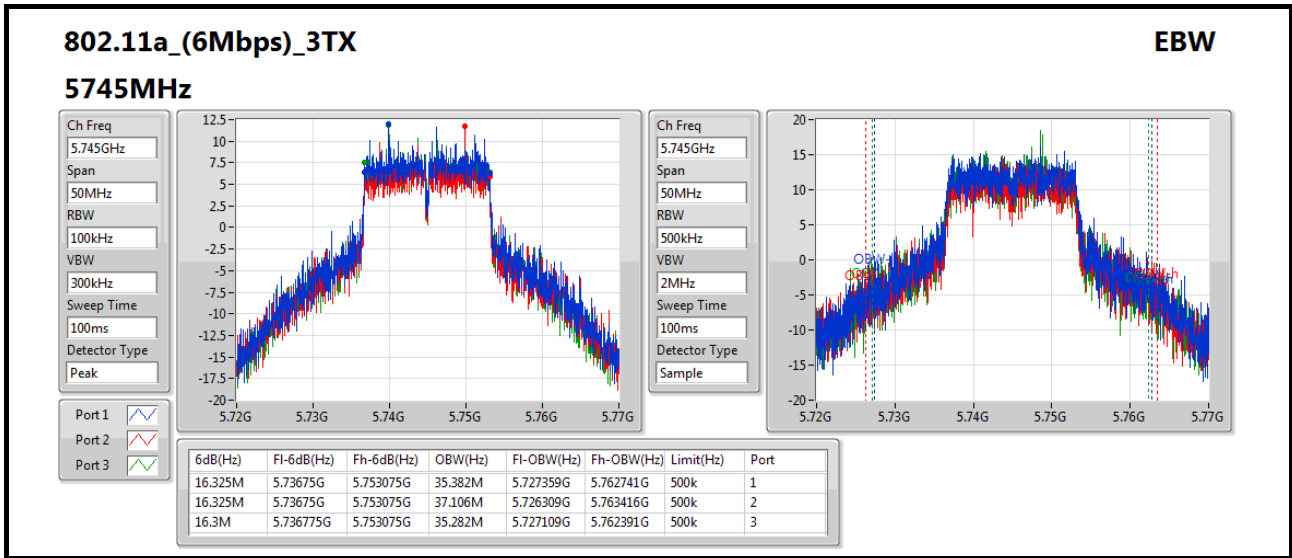 802.11a_(6Mbps)_3TX
EBW
5745MHz
Ch Freq
5.745GHz
Span
50MHz
RBW
100kHz
VBW
300kHz
Sweep Time
100ms
Detector Type
Peak
12.5
10
7.5
5
2.5
0
-2.5
-5
-7.5
-10
-12.5
-15
-17.5
-20
5.72G 5.73G 5.74G 5.75G 5.76G 5.77G
Ch Freq
5.745GHz
Span
50MHz
RBW
500kHz
VBW
2MHz
Sweep Time
100ms
Detector Type
Sample
20
15
10
5
0
-5
-10
-15
-20
5.72G 5.73G 5.74G 5.75G 5.76G 5.77G
Port 1
Port 2
Port 3
6dB(Hz) Fl-6dB(Hz) Fh-6dB(Hz) OBW(Hz) Fl-OBW(Hz) Fh-OBW(Hz) Limit(Hz) Port
16.325M 5.73675G 5.753075G 35.382M 5.727359G 5.762741G 500k 1
16.325M 5.73675G 5.753075G 37.106M 5.726309G 5.763416G 500k 2
16.3M 5.736775G 5.753075G 35.282M 5.727109G 5.762391G 500k 3